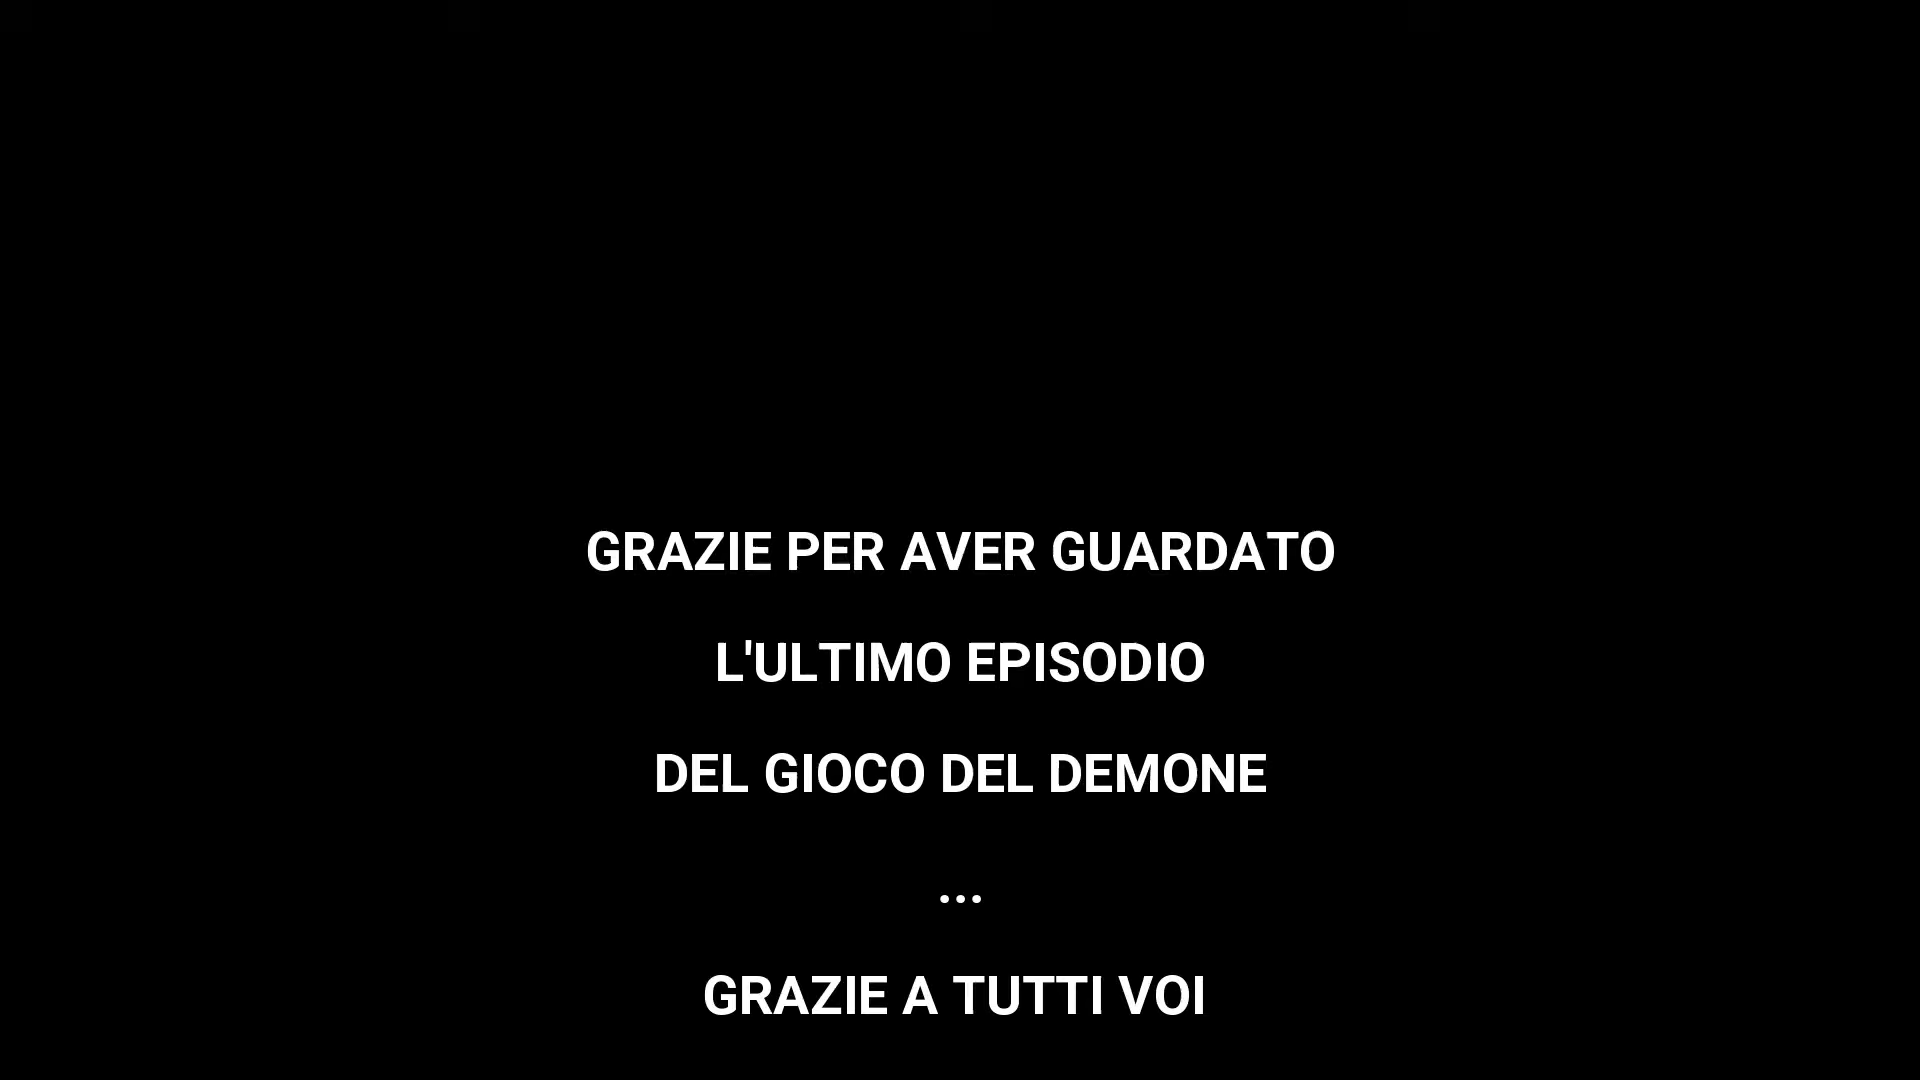 GRAZIE PER AVER GUARDATO
L'ULTIMO EPISODIO
DEL GIOCO DEL DEMONE
...
GRAZIE A TUTTI VOI